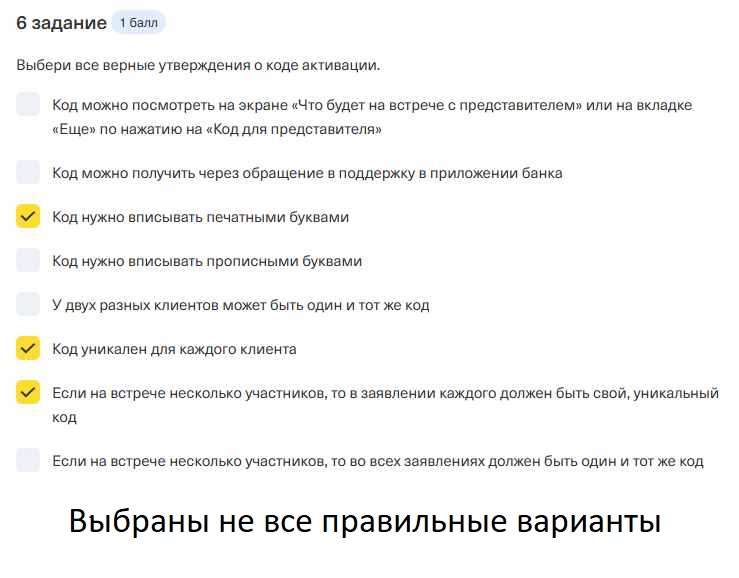 6 задание 1 балл
Выбери все верные утверждения о коде активации.
Код можно посмотреть на экране «Что будет на встрече с представителем» или на вкладке
«Еще» по нажатию на «Код для представителя»
Код можно получить через обращение в поддержку в приложении банка
Код нужно вписывать печатными буквами
Код нужно вписывать прописными буквами
У двух разных клиентов может быть один и тот же код
Код уникален для каждого клиента
Если на встрече несколько участников, то в заявлении каждого должен быть свой, уникальный
код
Если на встрече несколько участников, то во всех заявлениях должен быть один и тот же код
Выбраны не все правильные варианты